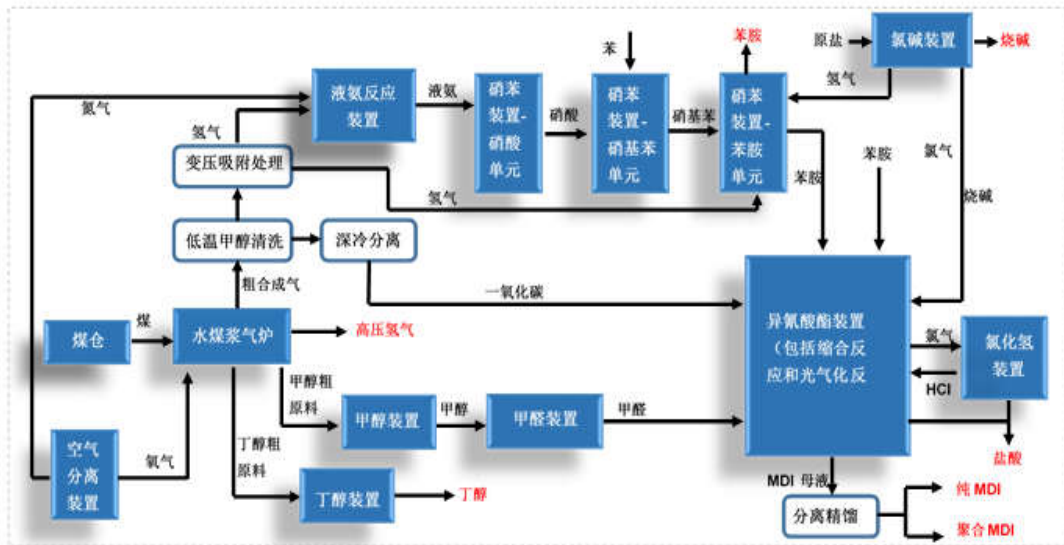 原盐
氯碱装置
烧碱
苯
苯胺
氢气
氮气
液氨反应
装置
液氨
硝苯
装置-
硝酸
单元
硝酸
硝苯
装置-
硝基苯
单元
硝基苯
硝苯
装置-
苯胺
单元
氢气
变压吸附处理
氢气
苯胺
苯胺
氯气
烧碱
低温甲醇清洗
深冷分离
粗合成气
一氧化碳
煤仓
煤
水煤浆气炉
高压氢气
异氰酸酯装置
（包括缩合反
应和光气化反
氯气
HCl
氯化氢
装置
甲醇粗
原料
甲醇装置
甲醇
甲醛装置
甲醛
空气
分离
装置
氧气
丁醇粗
原料
丁醇装置
丁醇
盐酸
MDI 母液
分离精馏
纯 MDI
聚合 MDI